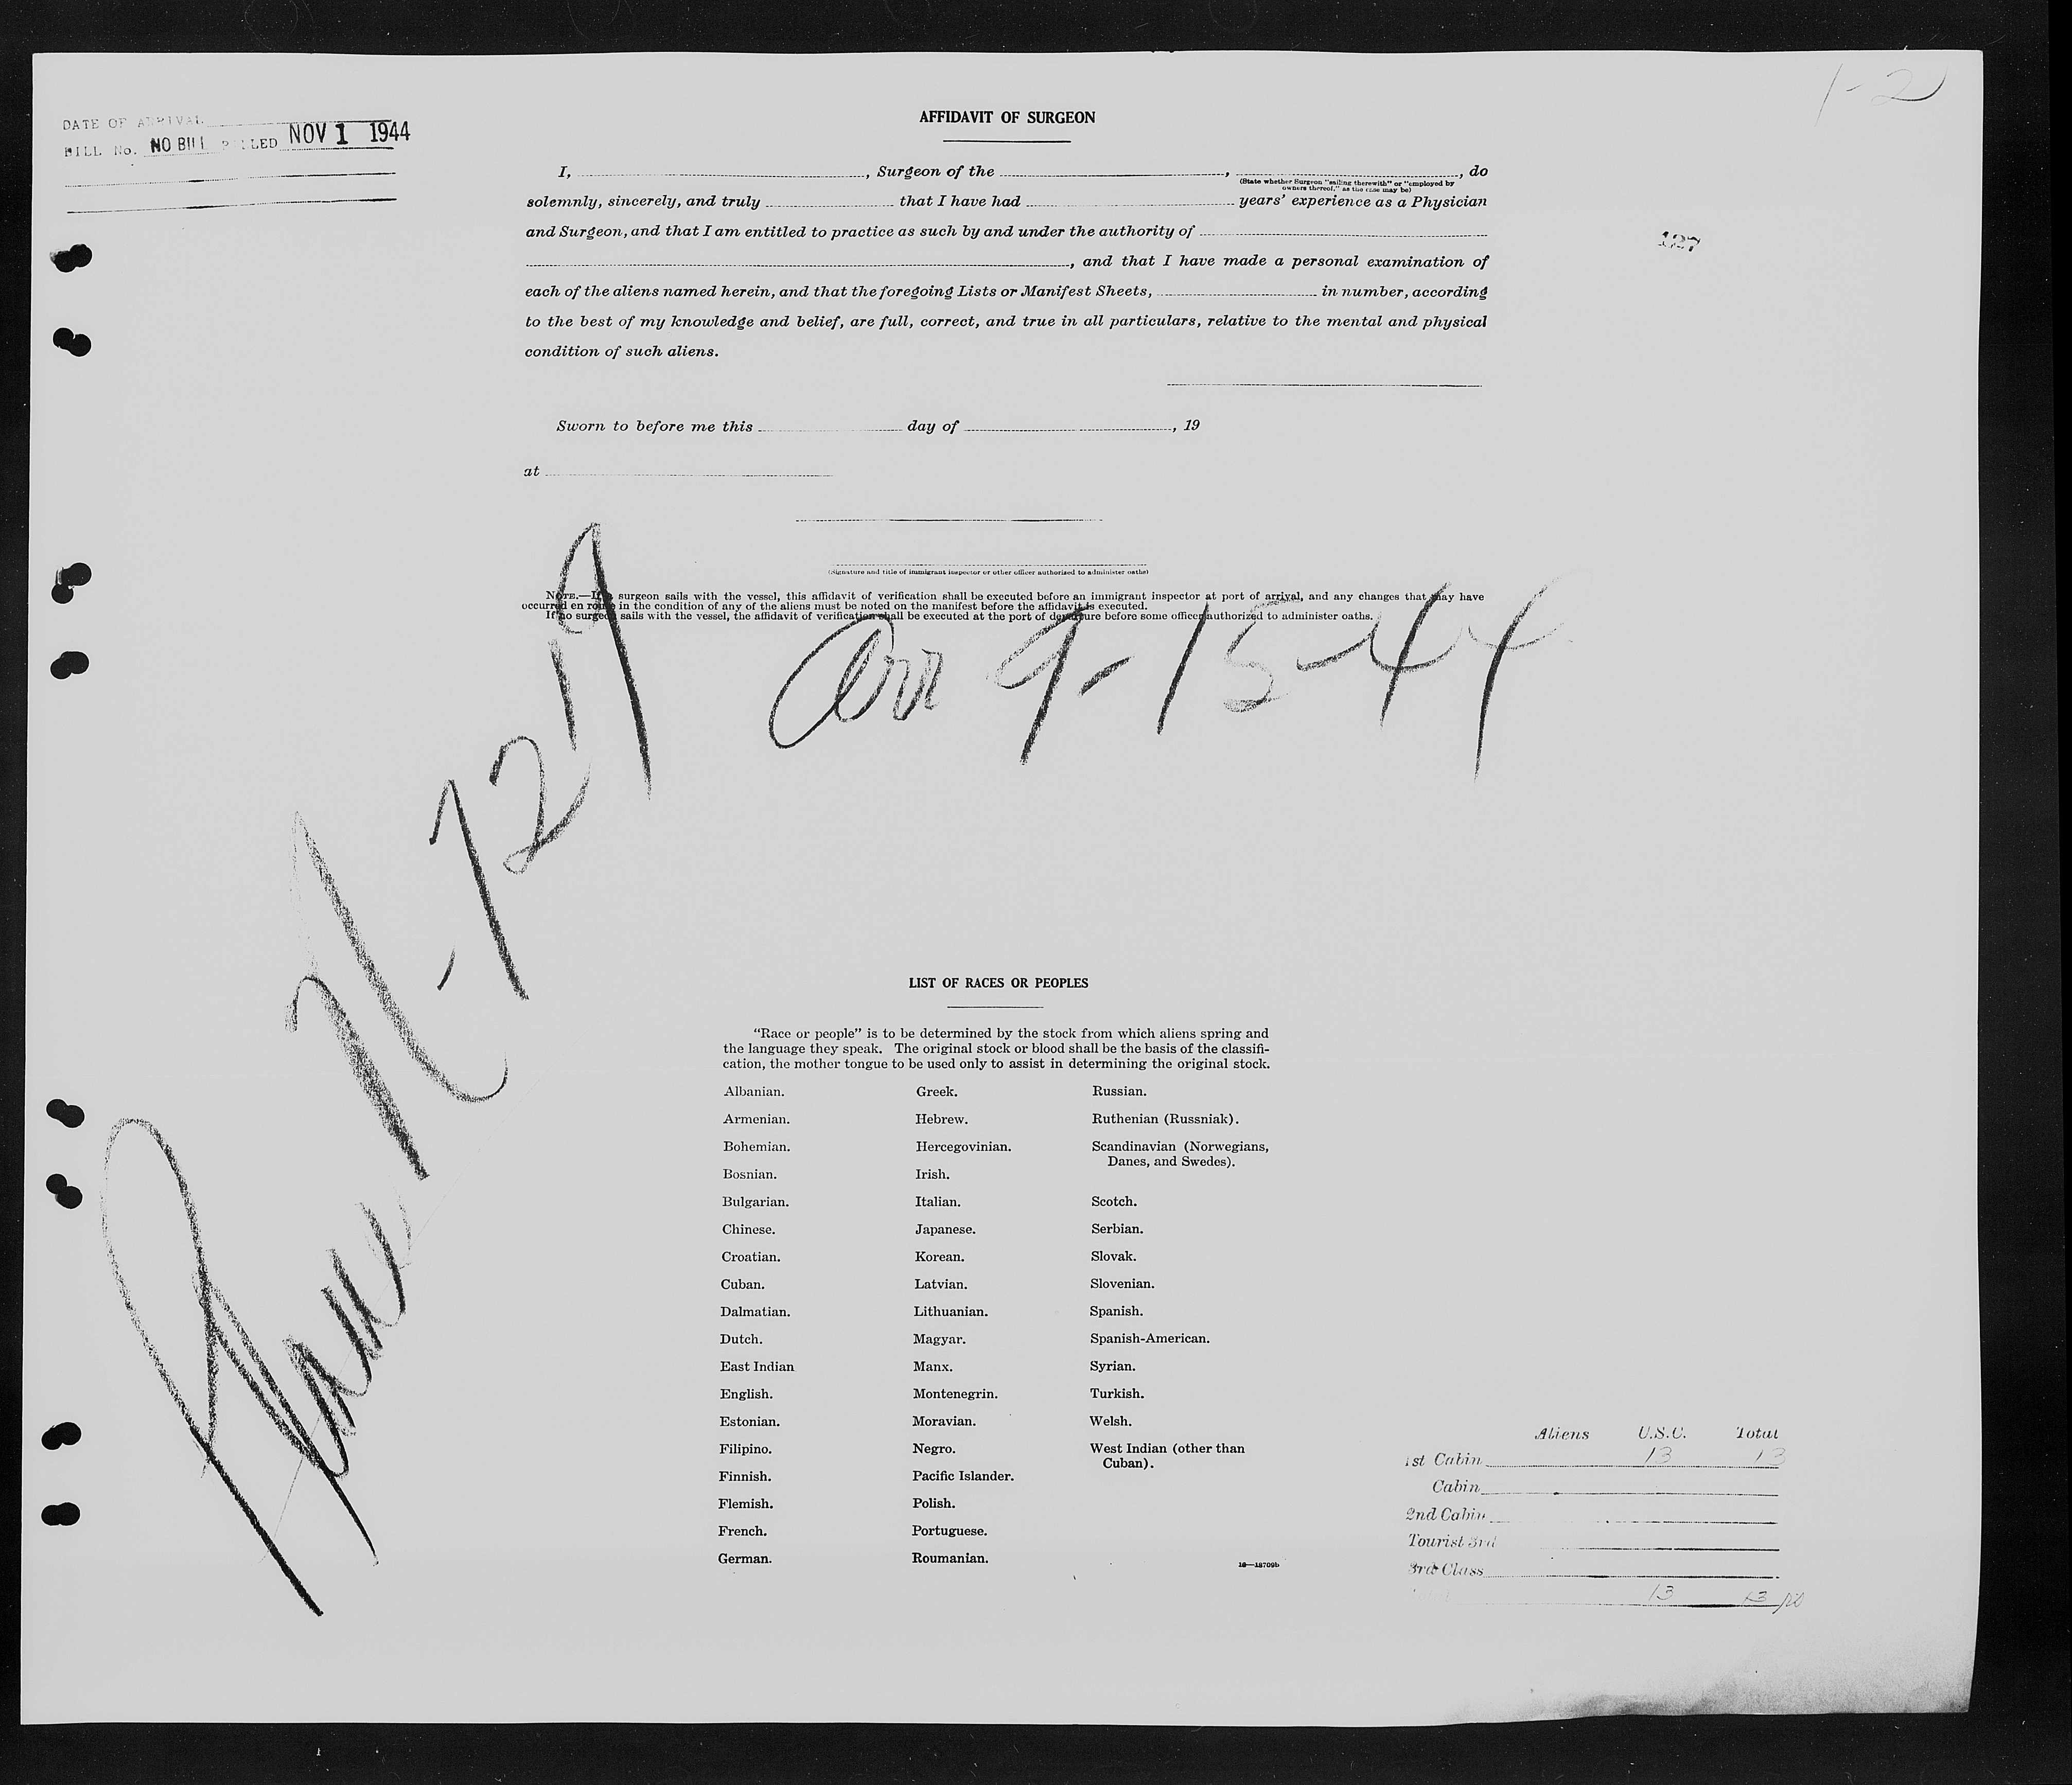 1-2
DATE OF ARRIVAL
BILL No. NO BILL BILLED NOV 1 1944
AFFIDAVIT OF SURGEON
I, , Surgeon of the , , do
(State whether Surgeon "sailing therewith" or "employed by
owners thereof," as the case may be)
solemnly, sincerely, and truly that I have had years' experience as a Physician
and Surgeon, and that I am entitled to practice as such by and under the authority of
127
, and that I have made a personal examination of
each of the aliens named herein, and that the foregoing Lists or Manifest Sheets, in number, according
to the best of my knowledge and belief, are full, correct, and true in all particulars, relative to the mental and physical
condition of such aliens.
Sworn to before me this day of , 19
at
(Signature and title of immigrant inspector or other officer authorized to administer oaths)
NOTE.—If a surgeon sails with the vessel, this affidavit of verification shall be executed before an immigrant inspector at port of arrival, and any changes that may have
occurred en route in the condition of any of the aliens must be noted on the manifest before the affidavit is executed.
If no surgeon sails with the vessel, the affidavit of verification shall be executed at the port of departure before some officer authorized to administer oaths.
Arr 9-15-44
Plane
LIST OF RACES OR PEOPLES
"Race or people" is to be determined by the stock from which aliens spring and
the language they speak. The original stock or blood shall be the basis of the classifi-
cation, the mother tongue to be used only to assist in determining the original stock.
Albanian.
Armenian.
Bohemian.
Bosnian.
Bulgarian.
Chinese.
Croatian.
Cuban.
Dalmatian.
Dutch.
East Indian
English.
Estonian.
Filipino.
Finnish.
Flemish.
French.
German.
Greek.
Hebrew.
Hercegovinian.
Irish.
Italian.
Japanese.
Korean.
Latvian.
Lithuanian.
Magyar.
Manx.
Montenegrin.
Moravian.
Negro.
Pacific Islander.
Polish.
Portuguese.
Roumanian.
Russian.
Ruthenian (Russniak).
Scandinavian (Norwegians,
Danes, and Swedes).
Scotch.
Serbian.
Slovak.
Slovenian.
Spanish.
Spanish-American.
Syrian.
Turkish.
Welsh.
West Indian (other than
Cuban).
16—18709b
Aliens U.S.C. Total
1st Cabin 13 13
Cabin
2nd Cabin
Tourist 3rd
3rd Class
13 13